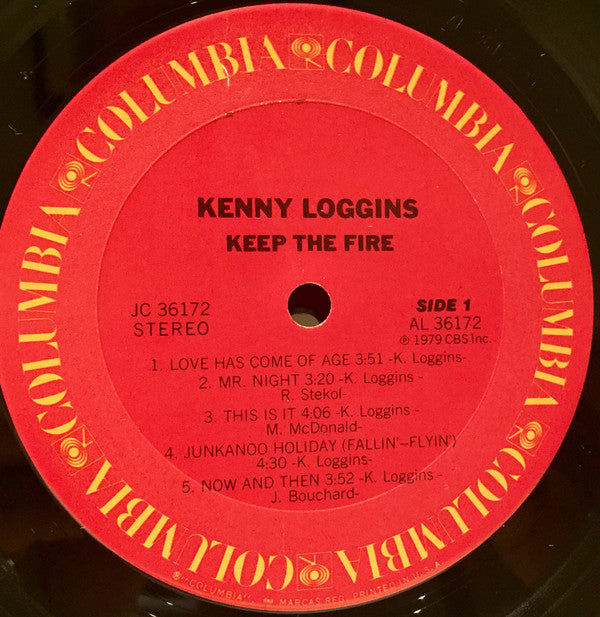 COLUMBIA COLUMBIA COLUMBIA COLUMBIA COLUMBIA COLUMBIA
KENNY LOGGINS
KEEP THE FIRE
JC 36172
STEREO
SIDE 1
AL 36172
℗ 1979 CBS Inc.
1. LOVE HAS COME OF AGE 3:51 -K. Loggins-
2. MR. NIGHT 3:20 -K. Loggins -
R. Stekol-
3. THIS IS IT 4:06 -K. Loggins -
M. McDonald-
4. JUNKANOO HOLIDAY (FALLIN'-FLYIN')
4:30 -K. Loggins-
5. NOW AND THEN 3:52 -K. Loggins -
J. Bouchard-
"COLUMBIA", MARCAS REG. PRINTED IN U.S.A.